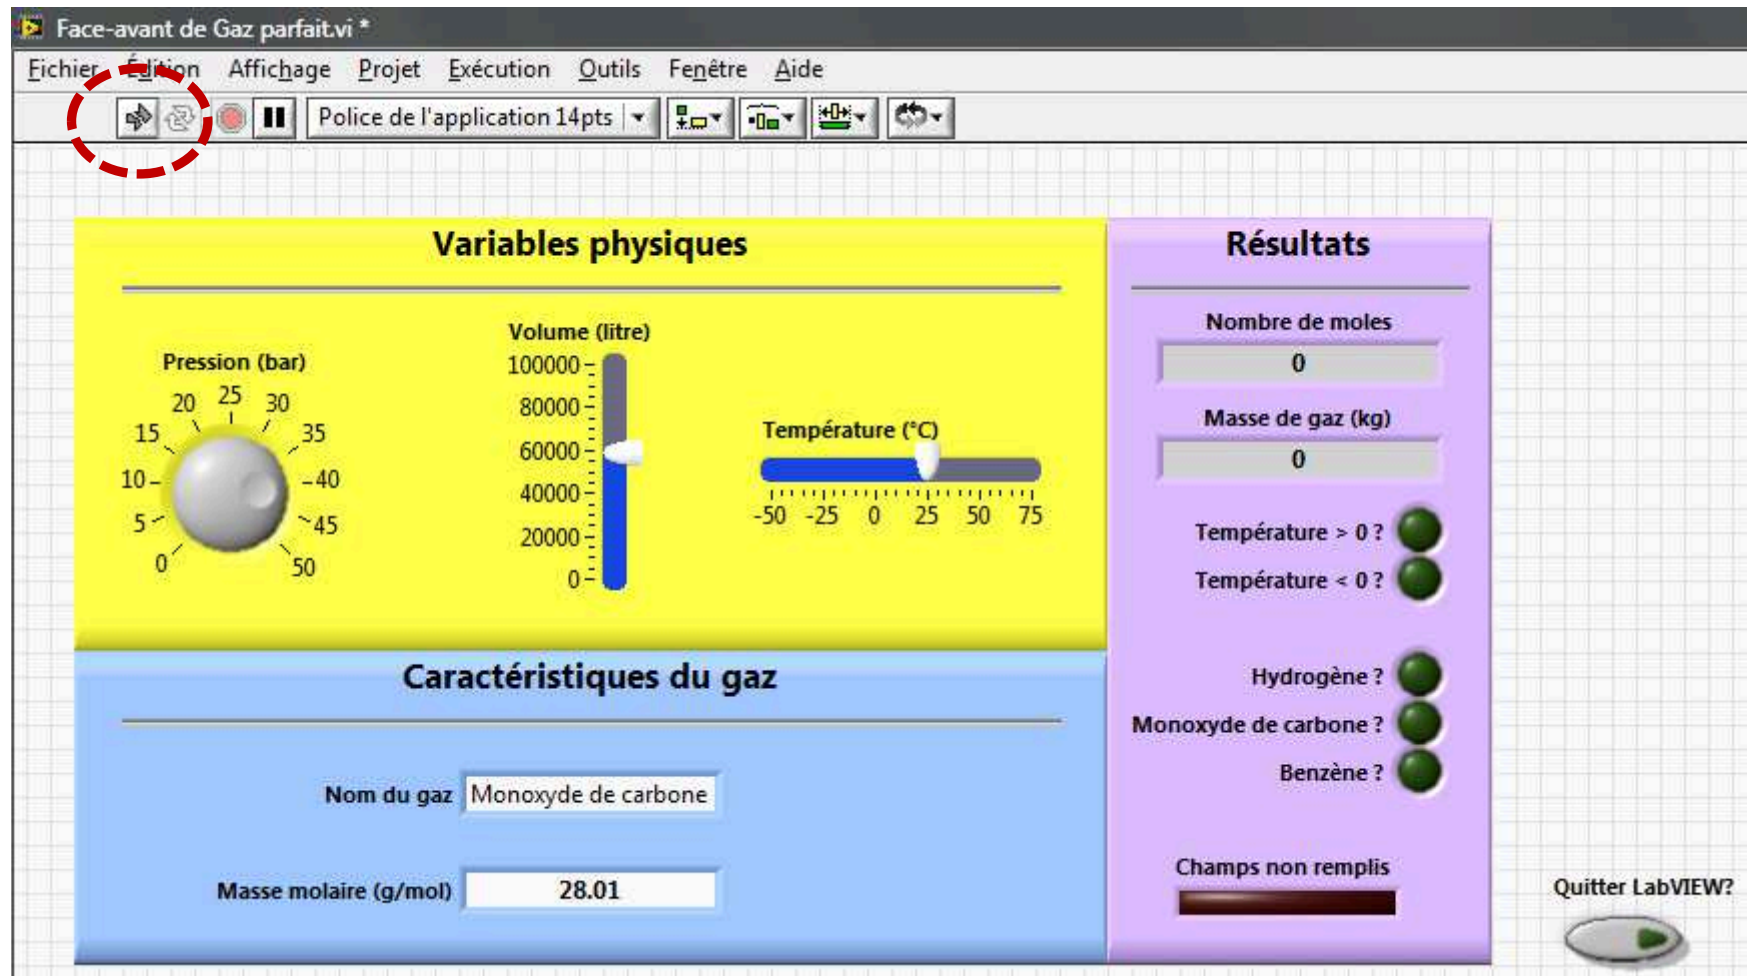 Face-avant de Gaz parfait.vi *
Fichier Édition Affichage Projet Exécution Outils Fenêtre Aide
Police de l'application 14pts
Variables physiques
Pression (bar)
0 5 10 15 20 25 30 35 40 45 50
Volume (litre)
100000
80000
60000
40000
20000
0
Température (°C)
-50 -25 0 25 50 75
Caractéristiques du gaz
Nom du gaz Monoxyde de carbone
Masse molaire (g/mol) 28.01
Résultats
Nombre de moles
0
Masse de gaz (kg)
0
Température > 0 ?
Température < 0 ?
Hydrogène ?
Monoxyde de carbone ?
Benzène ?
Champs non remplis
Quitter LabVIEW?